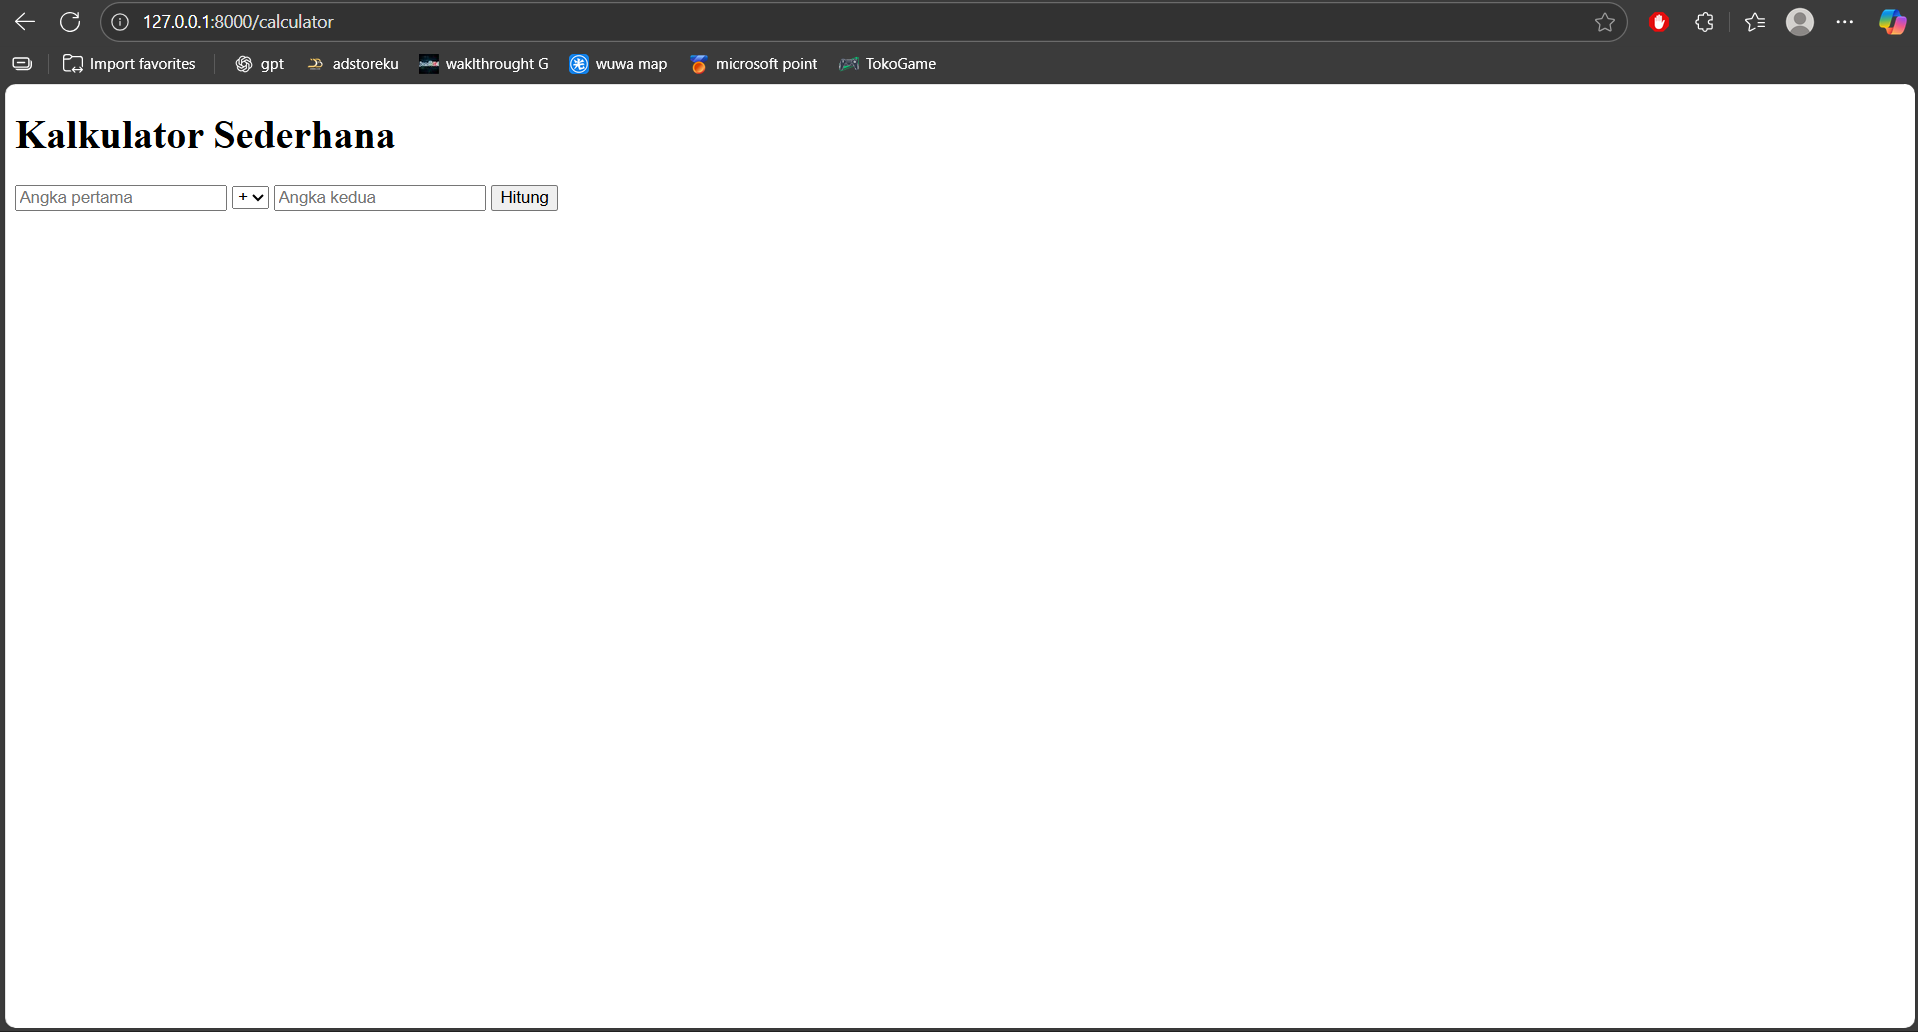 127.0.0.1:8000/calculator
Import favorites gpt adstoreku waklthrought G wuwa map microsoft point TokoGame
Kalkulator Sederhana
Angka pertama + Angka kedua Hitung